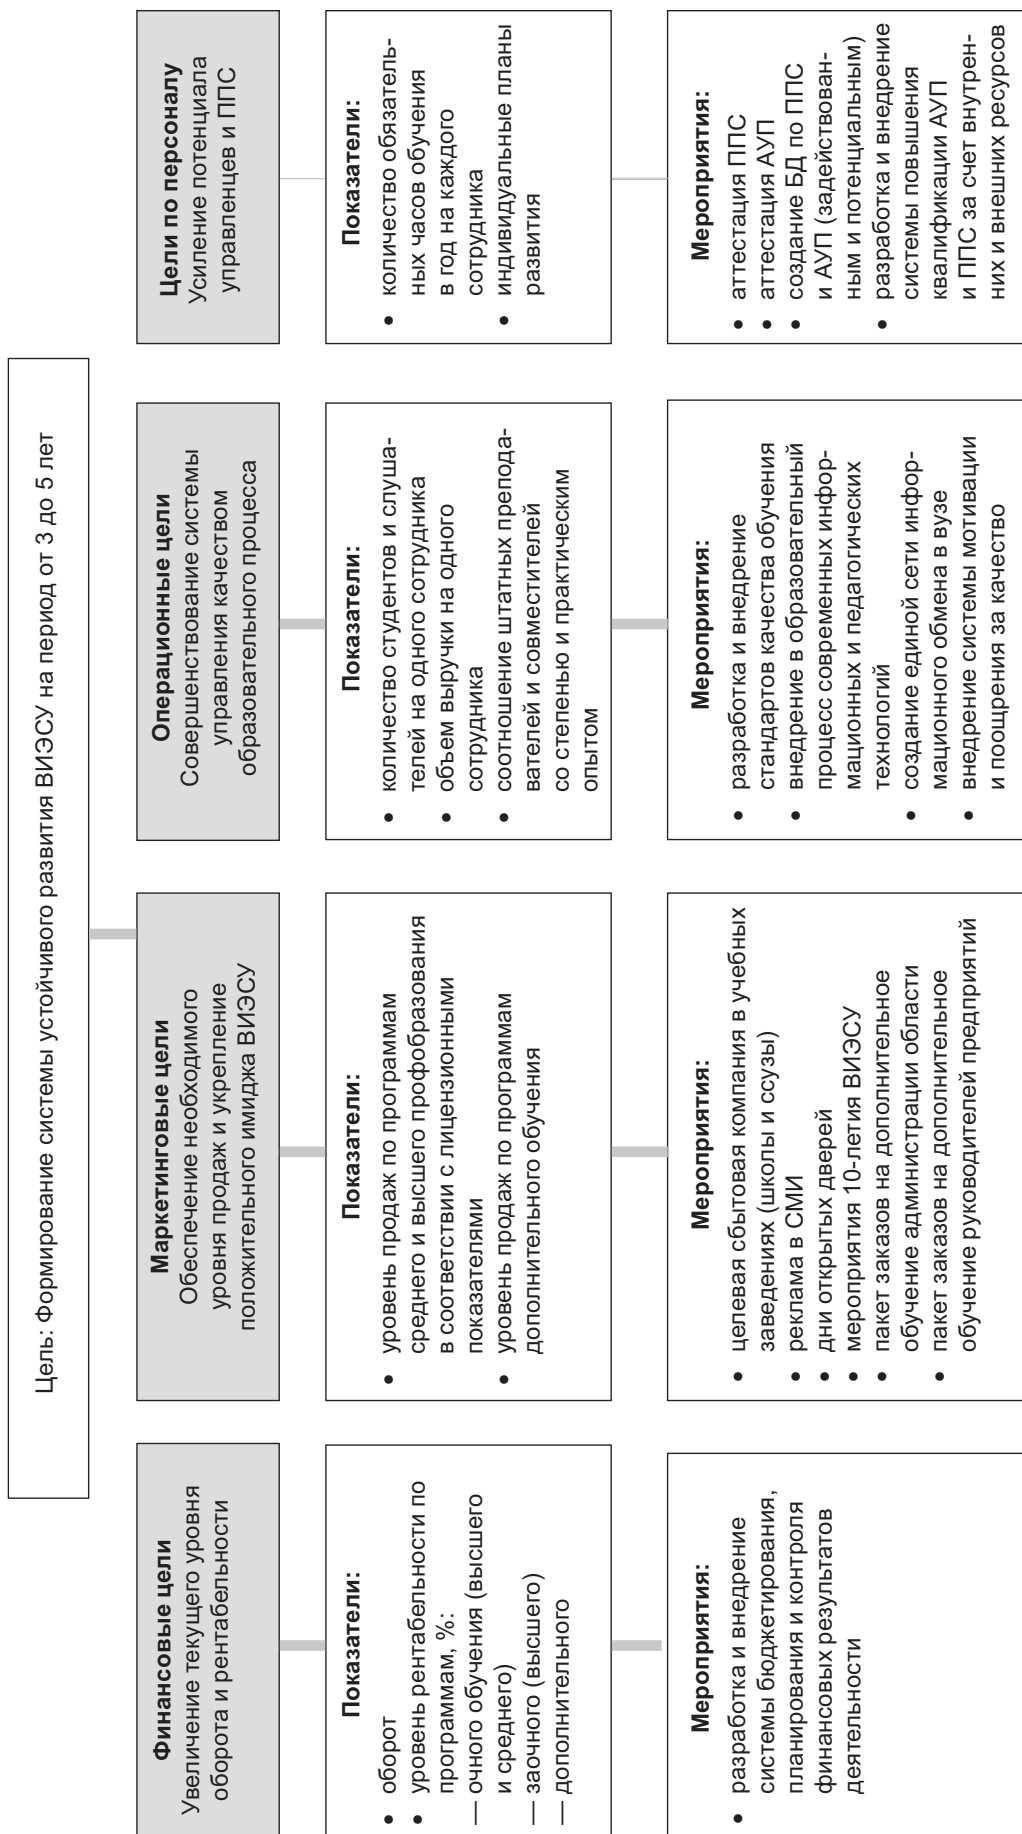 Цель: Формирование системы устойчивого развития ВИЭСУ на период от 3 до 5 лет
Финансовые цели
Увеличение текущего уровня
оборота и рентабельности
Показатели:
• оборот
• уровень рентабельности по
программам, %:
— очного обучения (высшего
и среднего)
— заочного (высшего)
— дополнительного
Мероприятия:
• разработка и внедрение
системы бюджетирования,
планирования и контроля
финансовых результатов
деятельности
Маркетинговые цели
Обеспечение необходимого
уровня продаж и укрепление
положительного имиджа ВИЭСУ
Показатели:
• уровень продаж по программам
среднего и высшего профобразования
в соответствии с лицензионными
показателями
• уровень продаж по программам
дополнительного обучения
Мероприятия:
• целевая сбытовая компания в учебных
заведениях (школы и ссузы)
• реклама в СМИ
• дни открытых дверей
• мероприятия 10-летия ВИЭСУ
• пакет заказов на дополнительное
обучение администрации области
• пакет заказов на дополнительное
обучение руководителей предприятий
Операционные цели
Совершенствование системы
управления качеством
образовательного процесса
Показатели:
• количество студентов и слуша-
телей на одного сотрудника
• объем выручки на одного
сотрудника
• соотношение штатных препода-
вателей и совместителей
со степенью и практическим
опытом
Мероприятия:
• разработка и внедрение
стандартов качества обучения
• внедрение в образовательный
процесс современных инфор-
мационных и педагогических
технологий
• создание единой сети инфор-
мационного обмена в вузе
• внедрение системы мотивации
и поощрения за качество
Цели по персоналу
Усиление потенциала
управленцев и ППС
Показатели:
• количество обязатель-
ных часов обучения
в год на каждого
сотрудника
• индивидуальные планы
развития
Мероприятия:
• аттестация ППС
• аттестация АУП
• создание БД по ППС
и АУП (задействован-
ным и потенциальным)
• разработка и внедрение
системы повышения
квалификации АУП
и ППС за счет внутрен-
них и внешних ресурсов